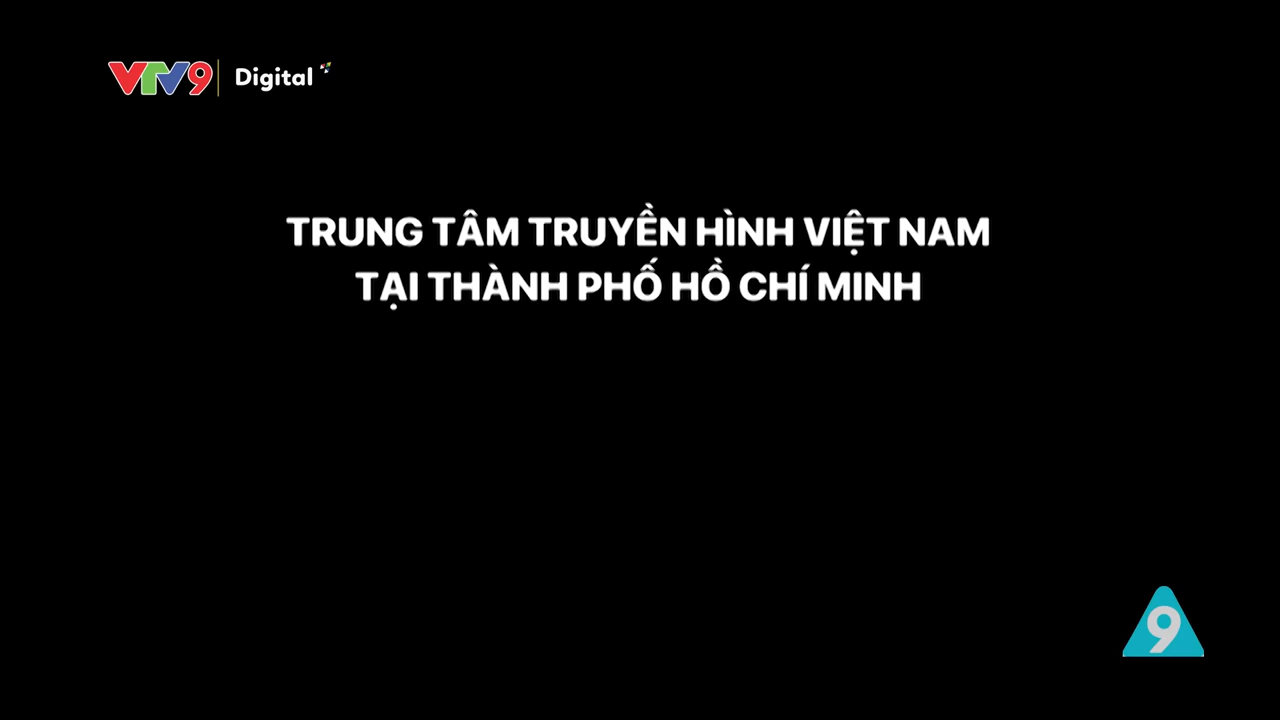 VTV9 Digital
TRUNG TÂM TRUYỀN HÌNH VIỆT NAM
TẠI THÀNH PHỐ HỒ CHÍ MINH
9